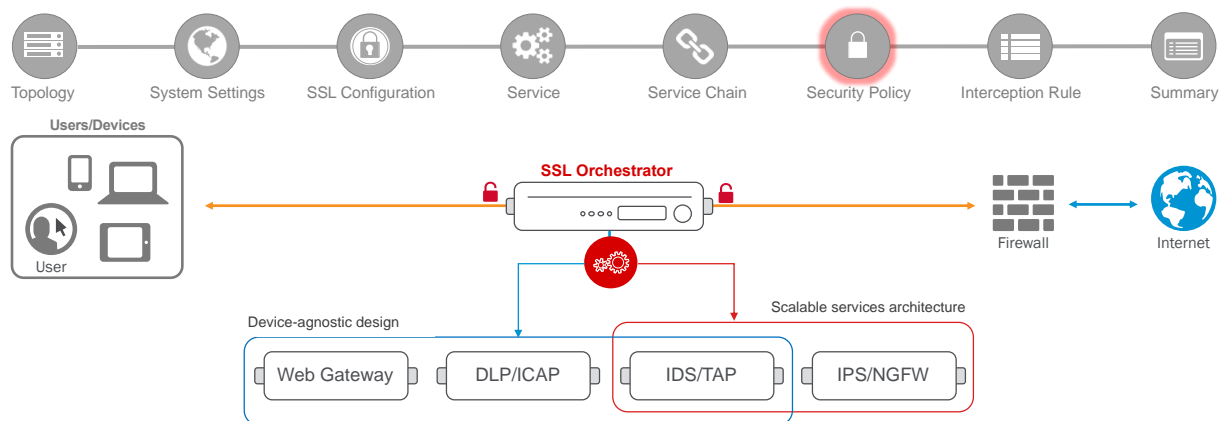 Topology
System Settings
SSL Configuration
Service
Service Chain
Security Policy
Interception Rule
Summary
Users/Devices
SSL Orchestrator
User
Firewall
Internet
Device-agnostic design
Scalable services architecture
Web Gateway
DLP/ICAP
IDS/TAP
IPS/NGFW